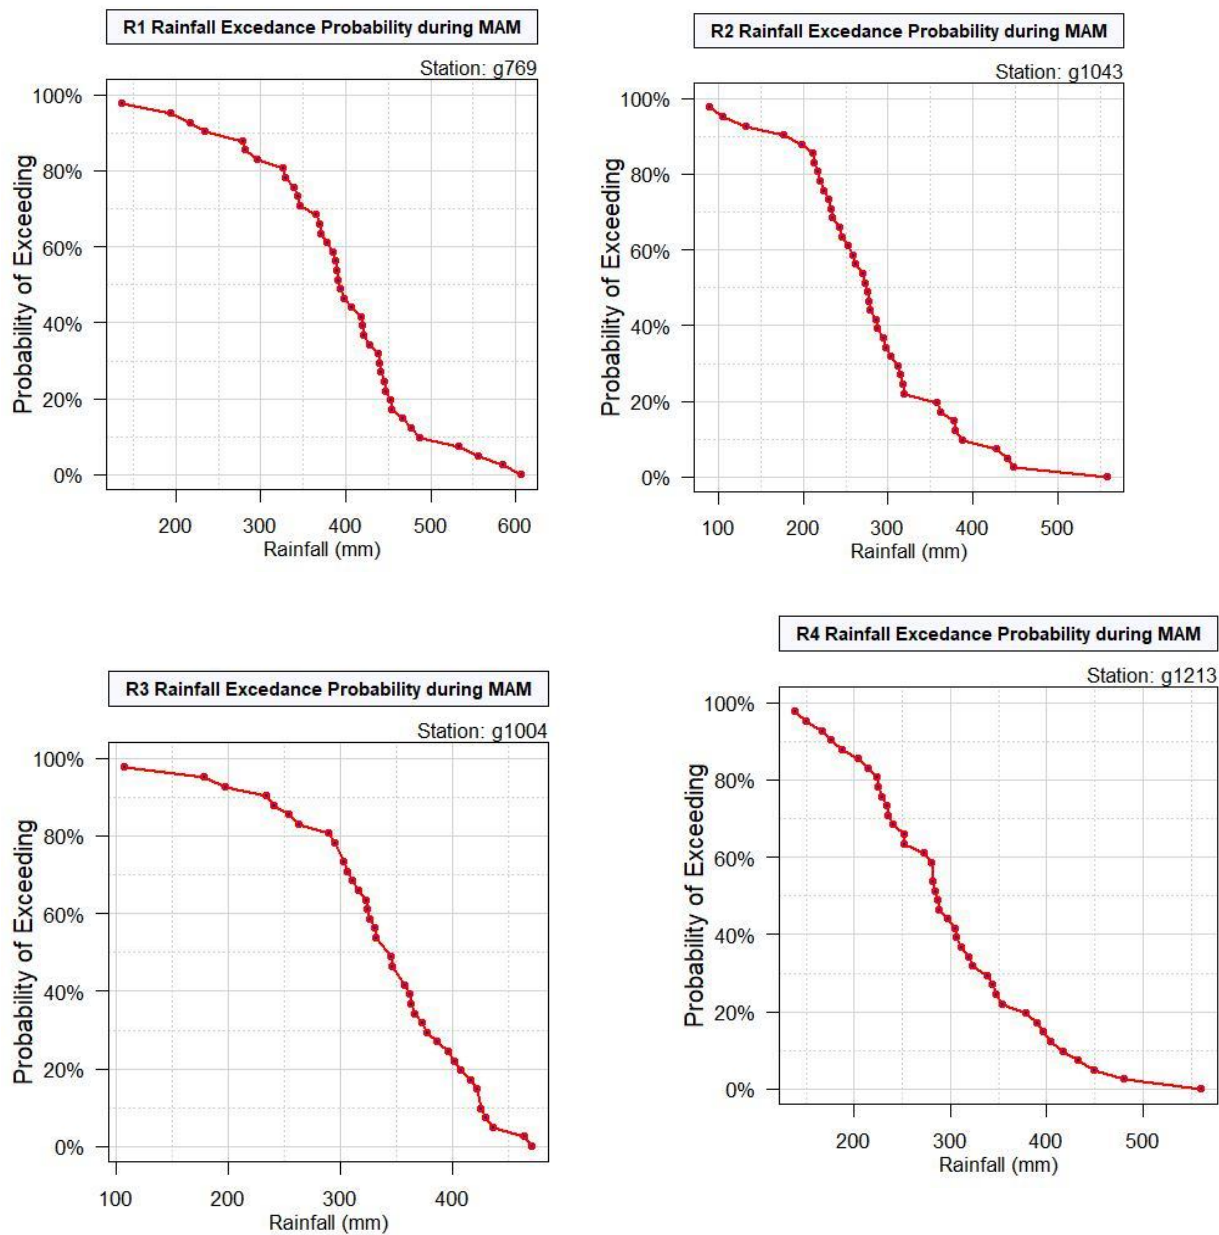 R1 Rainfall Excedance Probability during MAM
Station: g769
100%
80%
60%
40%
20%
0%
Probability of Exceeding
200 300 400 500 600
Rainfall (mm)
R2 Rainfall Excedance Probability during MAM
Station: g1043
100%
80%
60%
40%
20%
0%
Probability of Exceeding
100 200 300 400 500
Rainfall (mm)
R3 Rainfall Excedance Probability during MAM
Station: g1004
100%
80%
60%
40%
20%
0%
Probability of Exceeding
100 200 300 400
Rainfall (mm)
R4 Rainfall Excedance Probability during MAM
Station: g1213
100%
80%
60%
40%
20%
0%
Probability of Exceeding
200 300 400 500
Rainfall (mm)